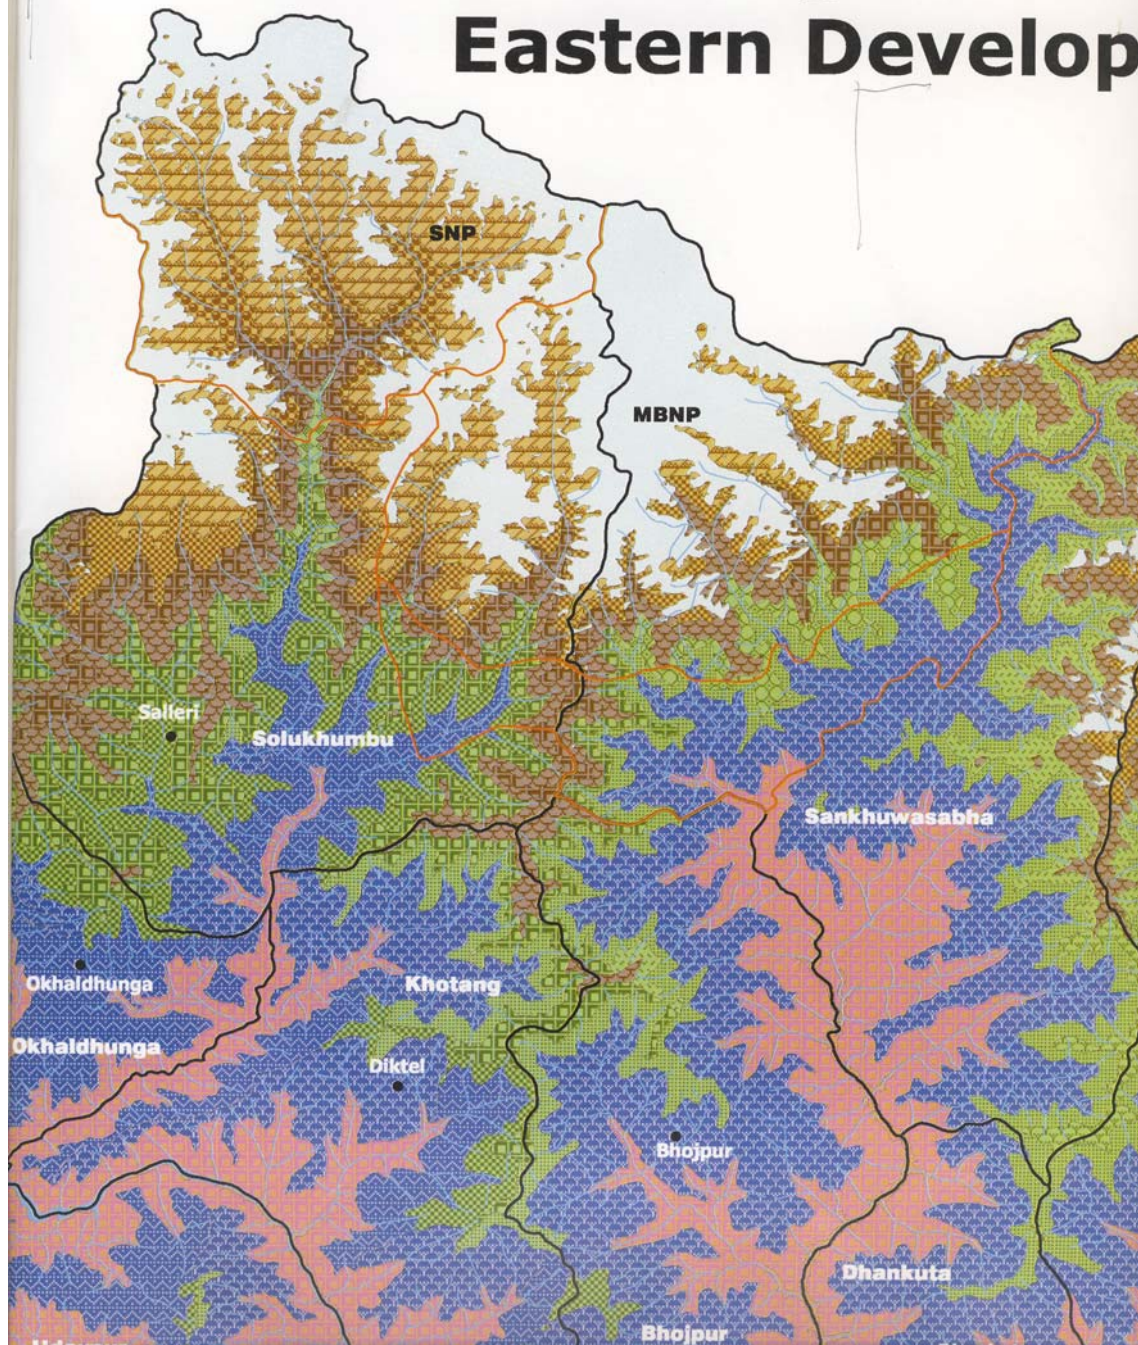 Eastern Develop
SNP
MBNP
Salleri
Solukhumbu
Sankhuwasabha
Okhaldhunga
Khotang
Okhaldhunga
Diktel
Bhojpur
Dhankuta
Bhojpur